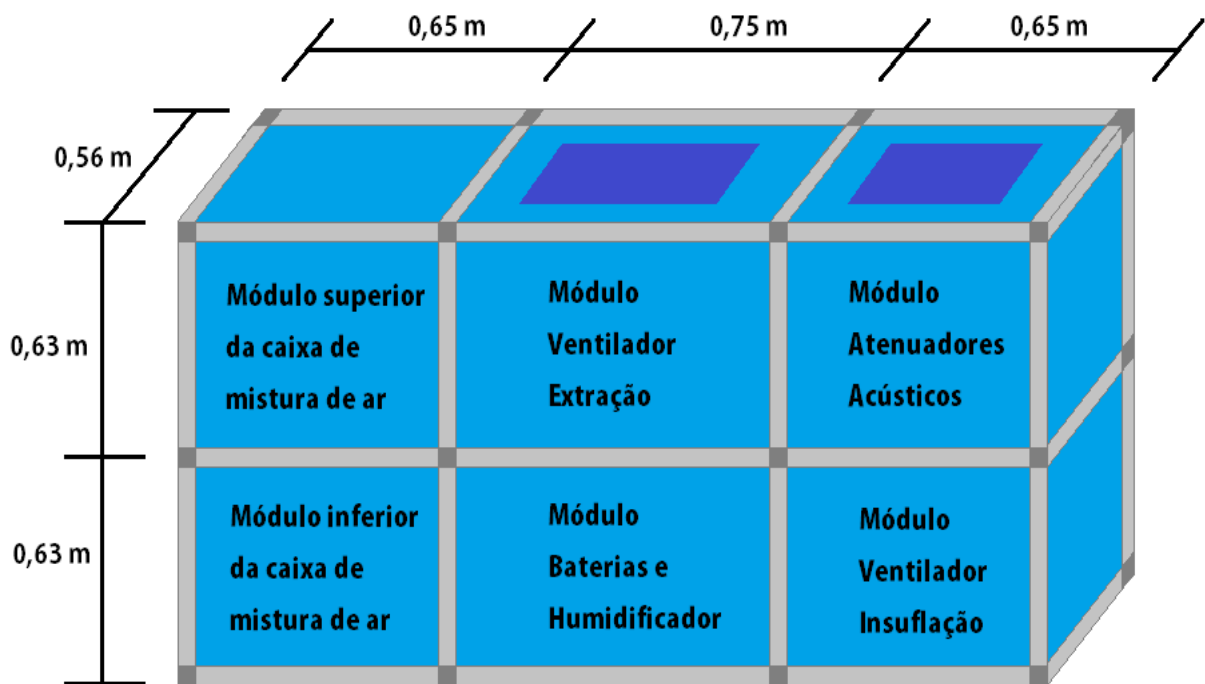 0,65 m
0,75 m
0,65 m
0,56 m
0,63 m
Módulo superior
da caixa de
mistura de ar
Módulo
Ventilador
Extração
Módulo
Atenuadores
Acústicos
0,63 m
Módulo inferior
da caixa de
mistura de ar
Módulo
Baterias e
Humidificador
Módulo
Ventilador
Insuflação